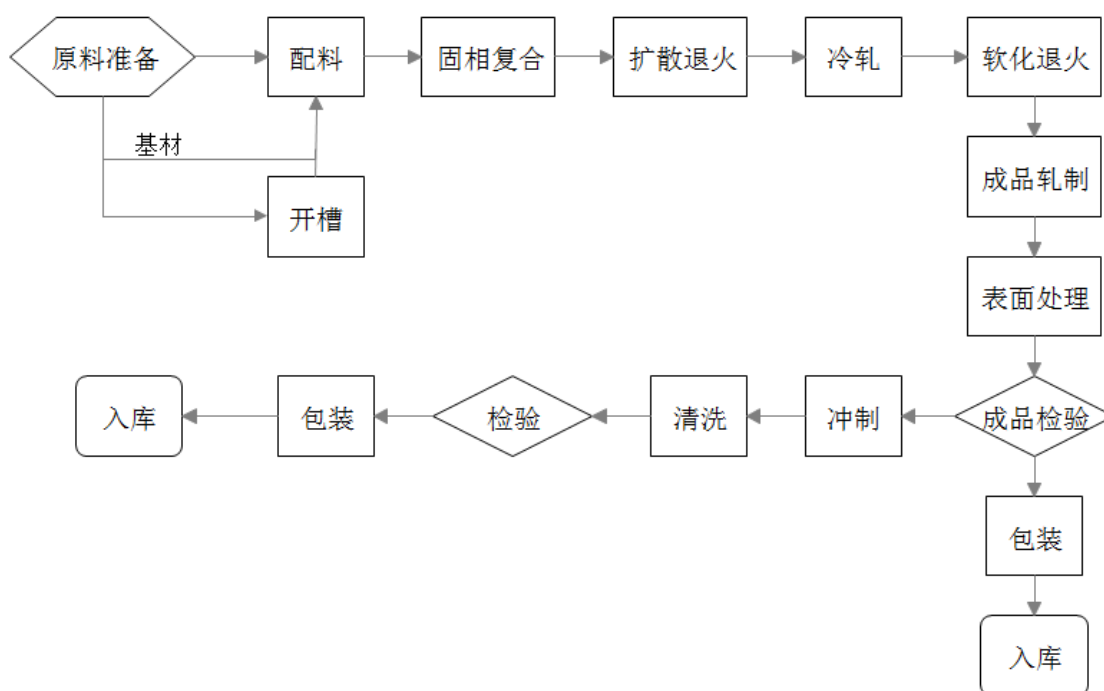 原料准备
配料
固相复合
扩散退火
冷轧
软化退火
基材
开槽
成品轧制
表面处理
入库
包装
检验
清洗
冲制
成品检验
包装
入库